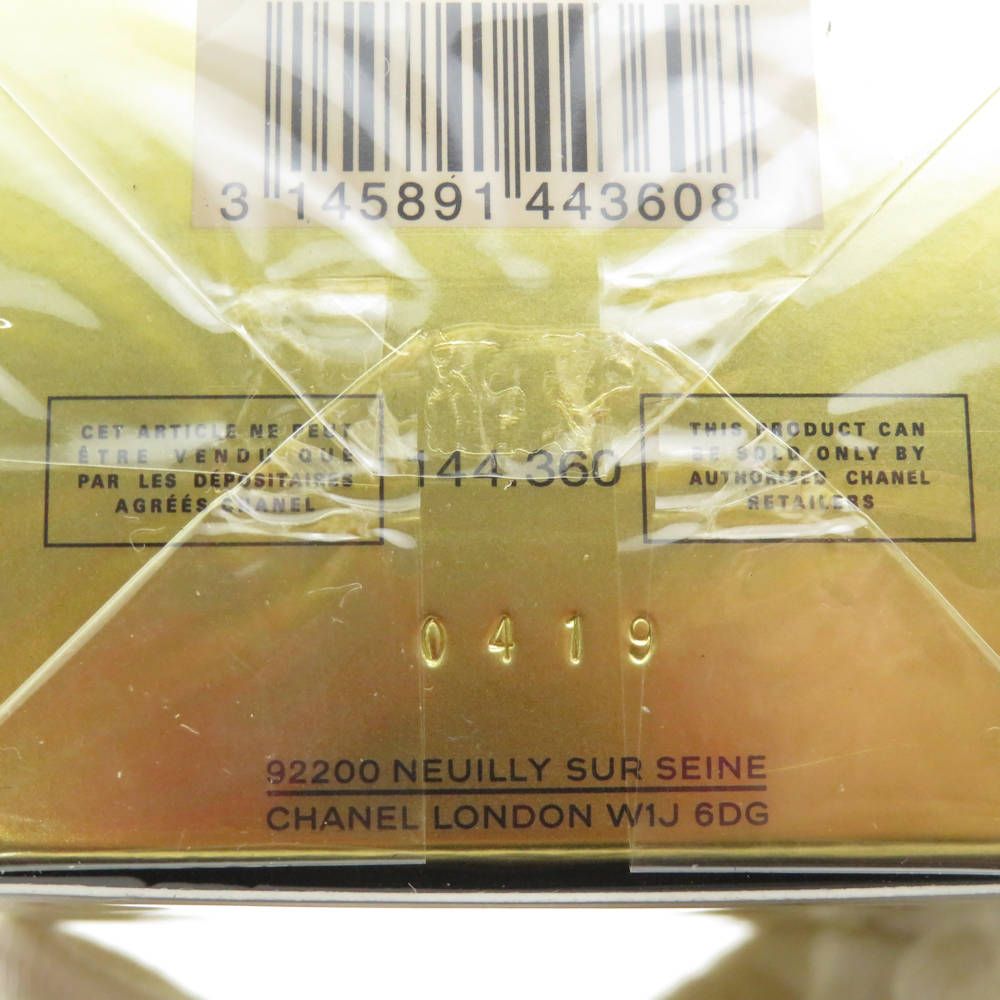 3 145891 443608
CET ARTICLE NE PEUT
ÊTRE VENDU QUE
PAR LES DÉPOSITAIRES
AGRÉÉS CHANEL
144.360
THIS PRODUCT CAN
BE SOLD ONLY BY
AUTHORIZED CHANEL
RETAILERS
0419
92200 NEUILLY SUR SEINE
CHANEL LONDON W1J 6DG